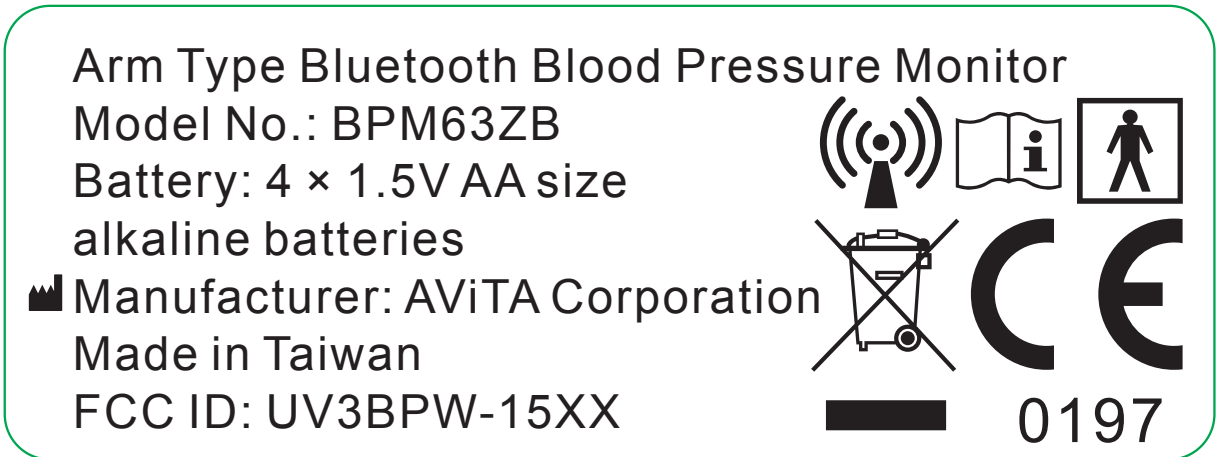 Arm Type Bluetooth Blood Pressure Monitor
Model No.: BPM63ZB
Battery: 4 × 1.5V AA size
alkaline batteries
Manufacturer: AViTA Corporation
Made in Taiwan
FCC ID: UV3BPW-15XX
i
CE
0197